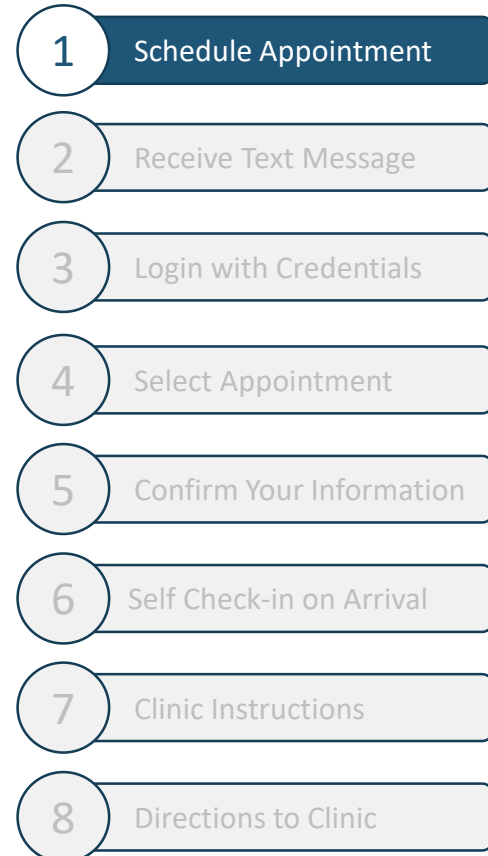 1 Schedule Appointment
2 Receive Text Message
3 Login with Credentials
4 Select Appointment
5 Confirm Your Information
6 Self Check-in on Arrival
7 Clinic Instructions
8 Directions to Clinic